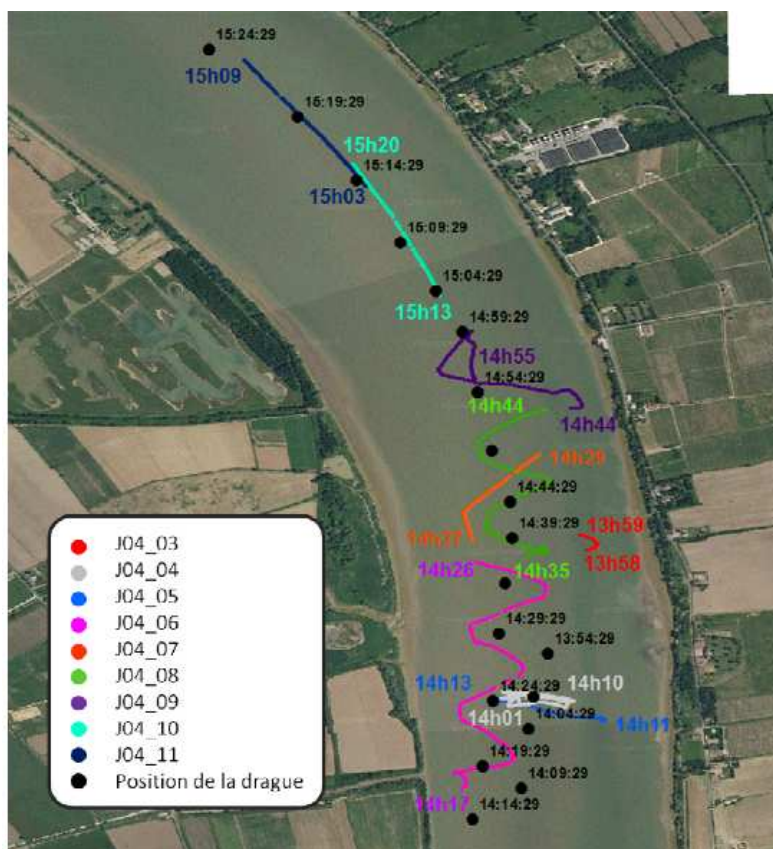 15:24:29
15h09
15:19:29
15h20
15:14:29
15h03
15:09:29
15:04:29
15h13
14:59:29
14h55
14:54:29
14h44
14h44
14h29
14:44:29
14:39:29
13h59
14h27
13h58
14h26
14h35
14:29:29
13:54:29
14h13
14:24:29
14h10
14h01
14:04:29
14h11
14:19:29
14:09:29
14h17
14:14:29
J04_03
J04_04
J04_05
J04_06
J04_07
J04_08
J04_09
J04_10
J04_11
Position de la drague